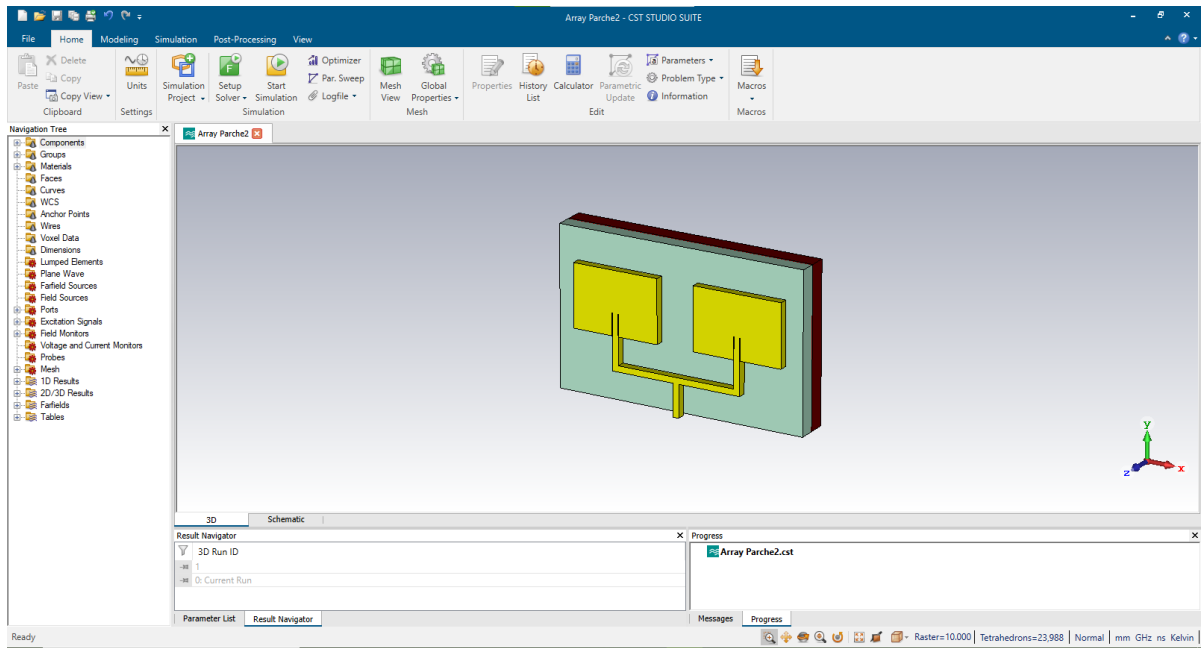 Array Parche2 - CST STUDIO SUITE
File Home Modeling Simulation Post-Processing View
Paste
Delete
Copy
Copy View
Clipboard
Units
Settings
Simulation Project
Setup Solver
Start Simulation
Optimizer
Par. Sweep
Logfile
Simulation
Mesh View
Global Properties
Mesh
Properties
History List
Calculator
Parametric Update
Parameters
Problem Type
Information
Edit
Macros
Macros
Navigation Tree
Components
Groups
Materials
Faces
Curves
WCS
Anchor Points
Wires
Voxel Data
Dimensions
Lumped Elements
Plane Wave
Farfield Sources
Field Sources
Ports
Excitation Signals
Field Monitors
Voltage and Current Monitors
Probes
Mesh
1D Results
2D/3D Results
Farfields
Tables
Array Parche2
y
x
z
3D Schematic
Result Navigator
3D Run ID
1
0: Current Run
Parameter List Result Navigator
Progress
Array Parche2.cst
Messages Progress
Ready
Raster=10.000 Tetrahedrons=23,988 Normal mm GHz ns Kelvin